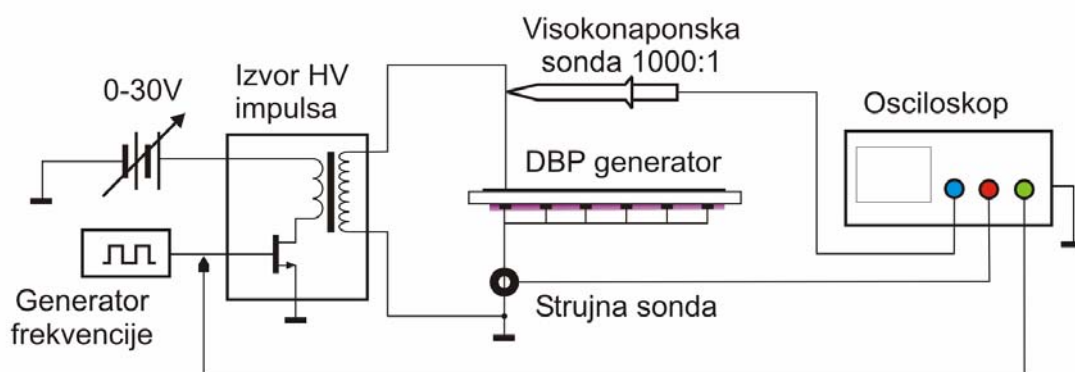 Visokonaponska
sonda 1000:1
Izvor HV
impulsa
0-30V
Osciloskop
DBP generator
Generator
frekvencije
Strujna sonda